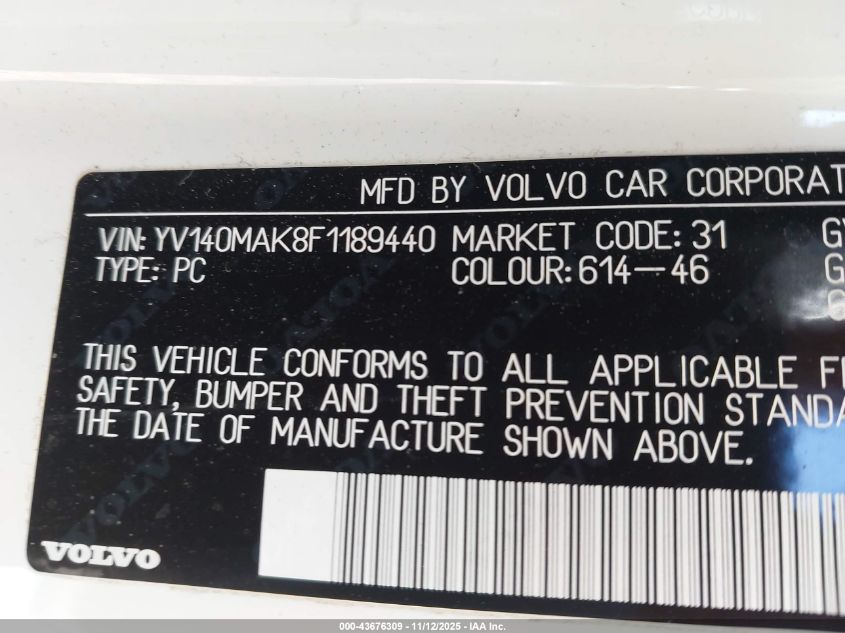 MFD BY VOLVO CAR CORPORAT
VIN: YV140MAK8F1189440 MARKET CODE: 31
TYPE: PC COLOUR: 614-46
THIS VEHICLE CONFORMS TO ALL APPLICABLE
SAFETY, BUMPER AND THEFT PREVENTION STANDA
THE DATE OF MANUFACTURE SHOWN ABOVE.
VOLVO
000-43676309 - 11/12/2025 - IAA Inc.